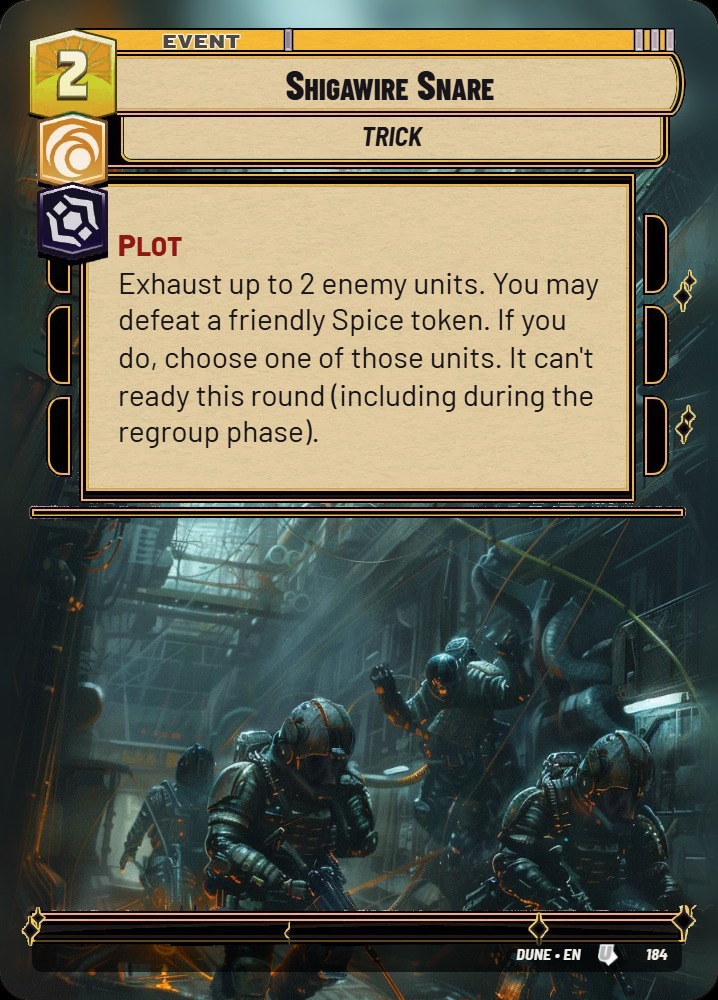 EVENT
2
Shigawire Snare
TRICK
Plot
Exhaust up to 2 enemy units. You may
defeat a friendly Spice token. If you
do, choose one of those units. It can't
ready this round (including during the
regroup phase).
DUNE • EN U 184